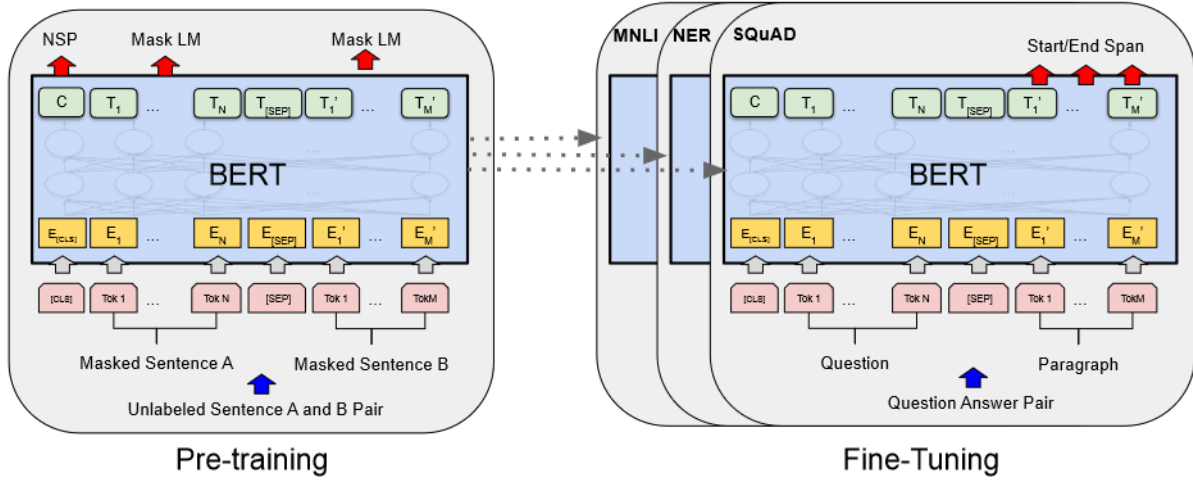 NSP Mask LM Mask LM
C T1 ... TN T[SEP] T1' ... TM'
...
BERT
...
E[CLS] E1 ... EN E[SEP] E1' ... EM'
[CLS] Tok 1 ... Tok N [SEP] Tok 1 ... TokM
Masked Sentence A Masked Sentence B
Unlabeled Sentence A and B Pair
Pre-training
MNLI NER SQuAD
Start/End Span
C T1 ... TN T[SEP] T1' ... TM'
...
BERT
...
E[CLS] E1 ... EN E[SEP] E1' ... EM'
[CLS] Tok 1 ... Tok N [SEP] Tok 1 ... TokM
Question Paragraph
Question Answer Pair
Fine-Tuning